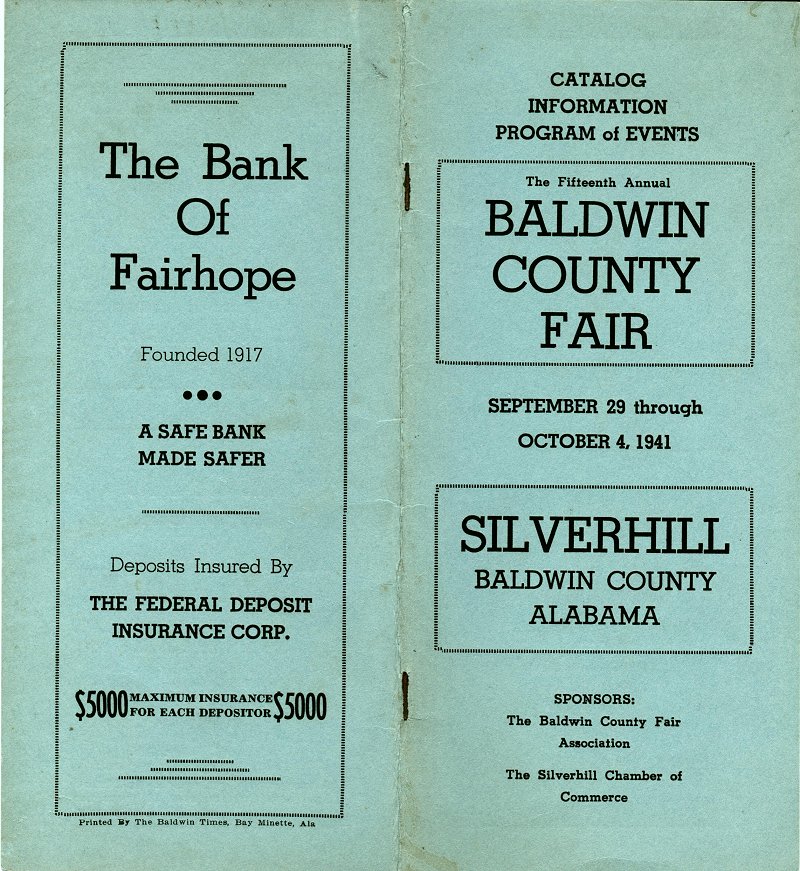 The Bank
Of
Fairhope
Founded 1917
A SAFE BANK
MADE SAFER
Deposits Insured By
THE FEDERAL DEPOSIT
INSURANCE CORP.
$5000 MAXIMUM INSURANCE FOR EACH DEPOSITOR $5000
Printed By The Baldwin Times, Bay Minette, Ala
CATALOG
INFORMATION
PROGRAM of EVENTS
The Fifteenth Annual
BALDWIN
COUNTY
FAIR
SEPTEMBER 29 through
OCTOBER 4, 1941
SILVERHILL
BALDWIN COUNTY
ALABAMA
SPONSORS:
The Baldwin County Fair
Association
The Silverhill Chamber of
Commerce